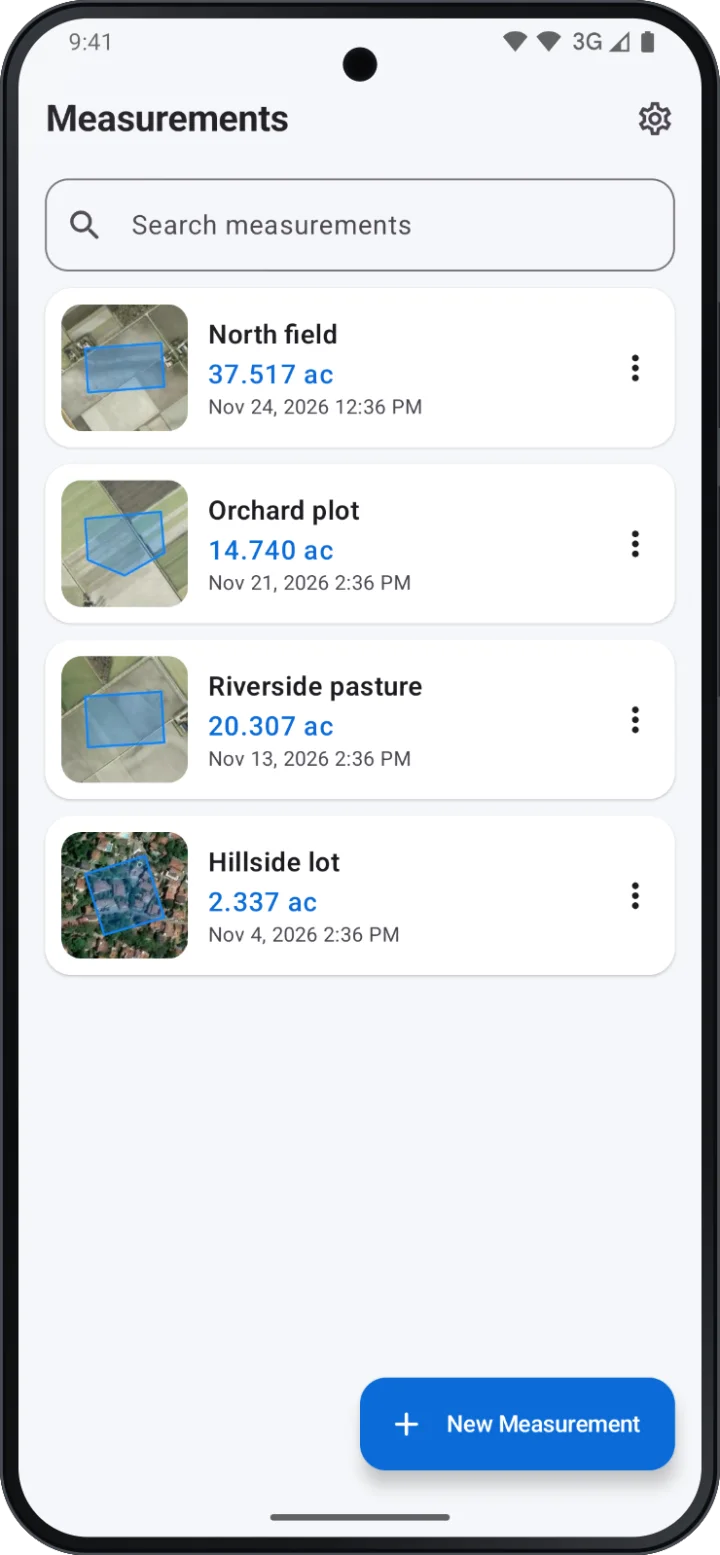 9:41
3G
Measurements
Search measurements
North field
37.517 ac
Nov 24, 2026 12:36 PM
Orchard plot
14.740 ac
Nov 21, 2026 2:36 PM
Riverside pasture
20.307 ac
Nov 13, 2026 2:36 PM
Hillside lot
2.337 ac
Nov 4, 2026 2:36 PM
New Measurement